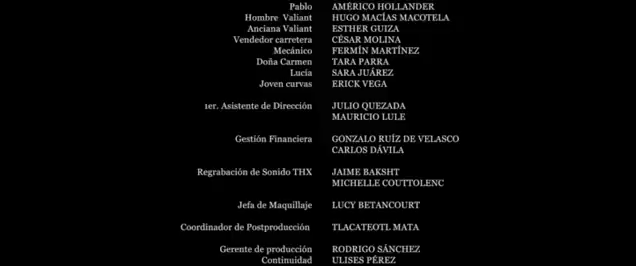 Pablo AMÉRICO HOLLANDER
Hombre Valiant HUGO MACÍAS MACOTELA
Anciana Valiant ESTHER GUIZA
Vendedor carretera CÉSAR MOLINA
Mecánico FERMÍN MARTÍNEZ
Doña Carmen TARA PARRA
Lucía SARA JUÁREZ
Joven curvas ERICK VEGA
1er. Asistente de Dirección JULIO QUEZADA
MAURICIO LULE
Gestión Financiera GONZALO RUÍZ DE VELASCO
CARLOS DÁVILA
Regrabación de Sonido THX JAIME BAKSHT
MICHELLE COUTTOLENC
Jefa de Maquillaje LUCY BETANCOURT
Coordinador de Postproducción TLACATEOTL MATA
Gerente de producción RODRIGO SÁNCHEZ
Continuidad ULISES PÉREZ